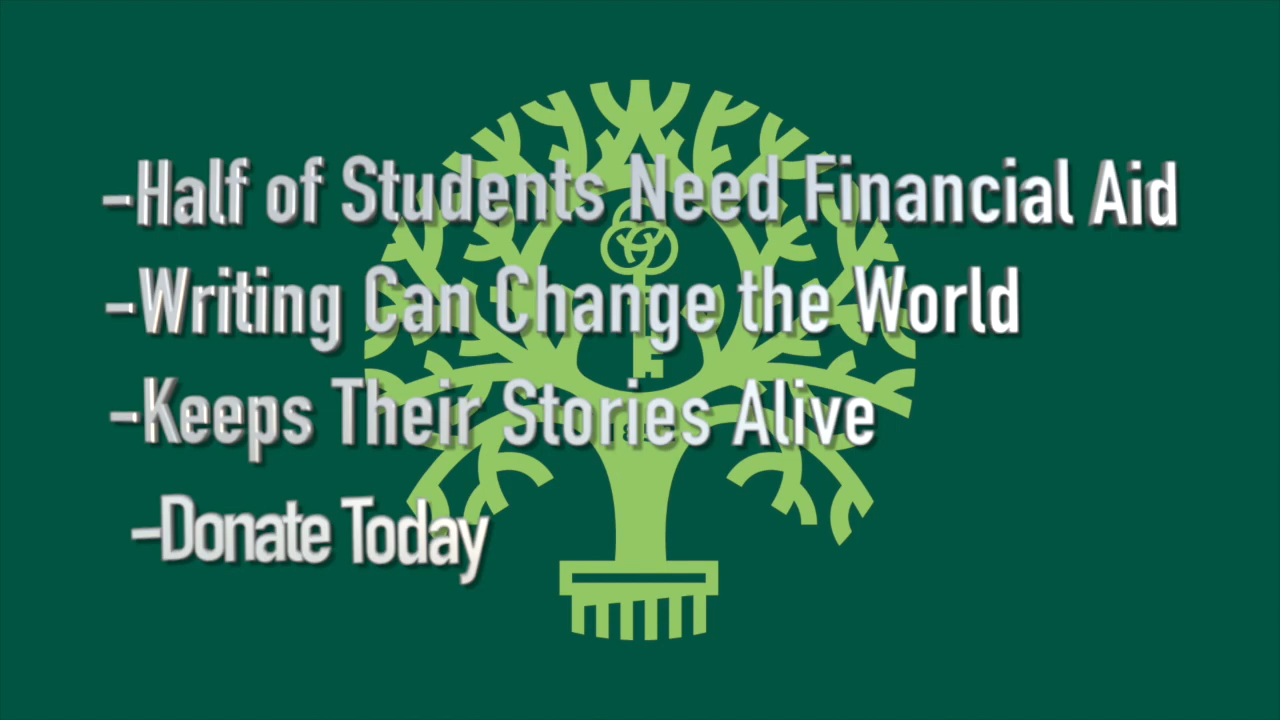 -Half of Students Need Financial Aid
-Writing Can Change the World
-Keeps Their Stories Alive
-Donate Today